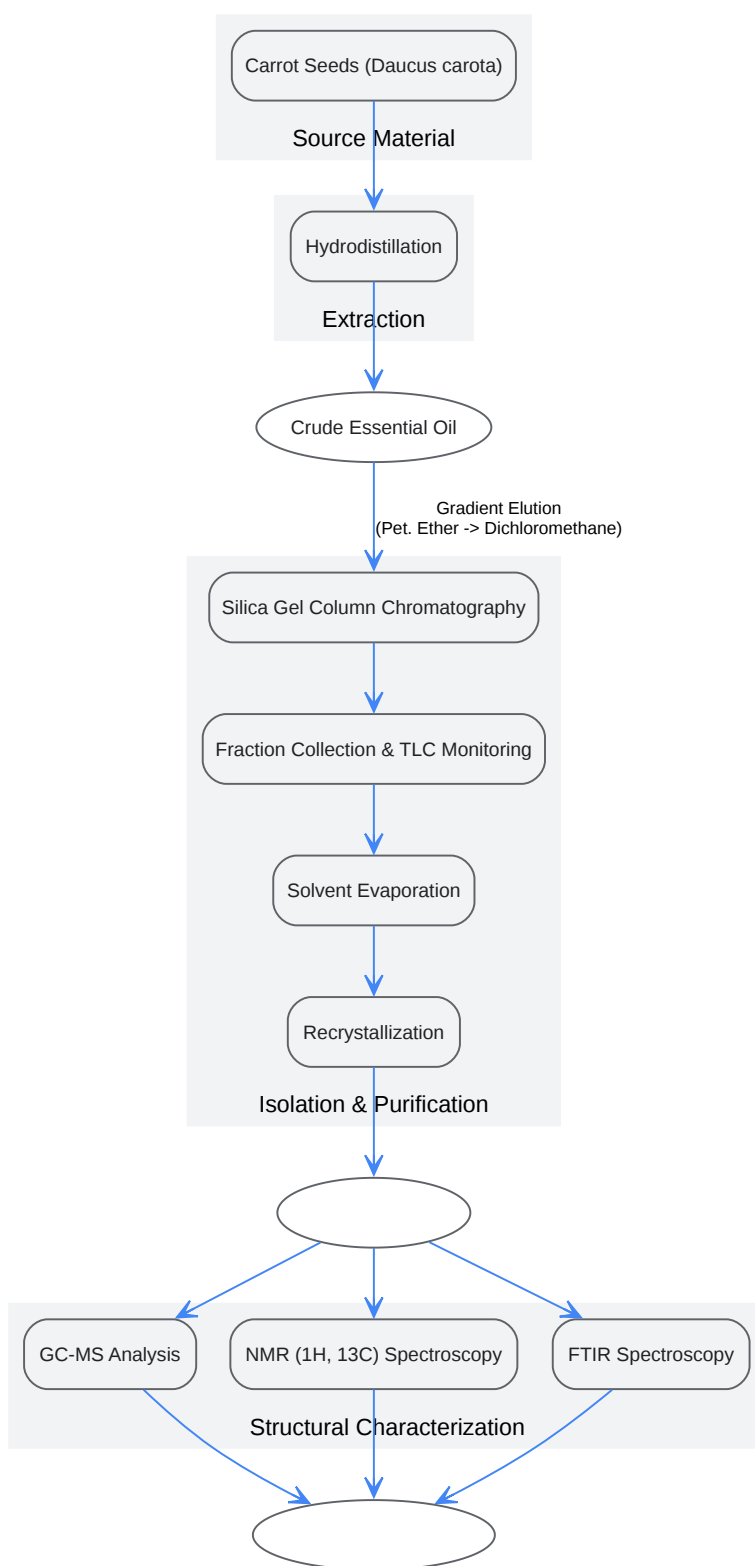 Carrot Seeds (Daucus carota)
Source Material
Hydrodistillation
Extraction
Crude Essential Oil
Gradient Elution
(Pet. Ether -> Dichloromethane)
Silica Gel Column Chromatography
Fraction Collection & TLC Monitoring
Solvent Evaporation
Recrystallization
Isolation & Purification
GC-MS Analysis
NMR (1H, 13C) Spectroscopy
FTIR Spectroscopy
Structural Characterization